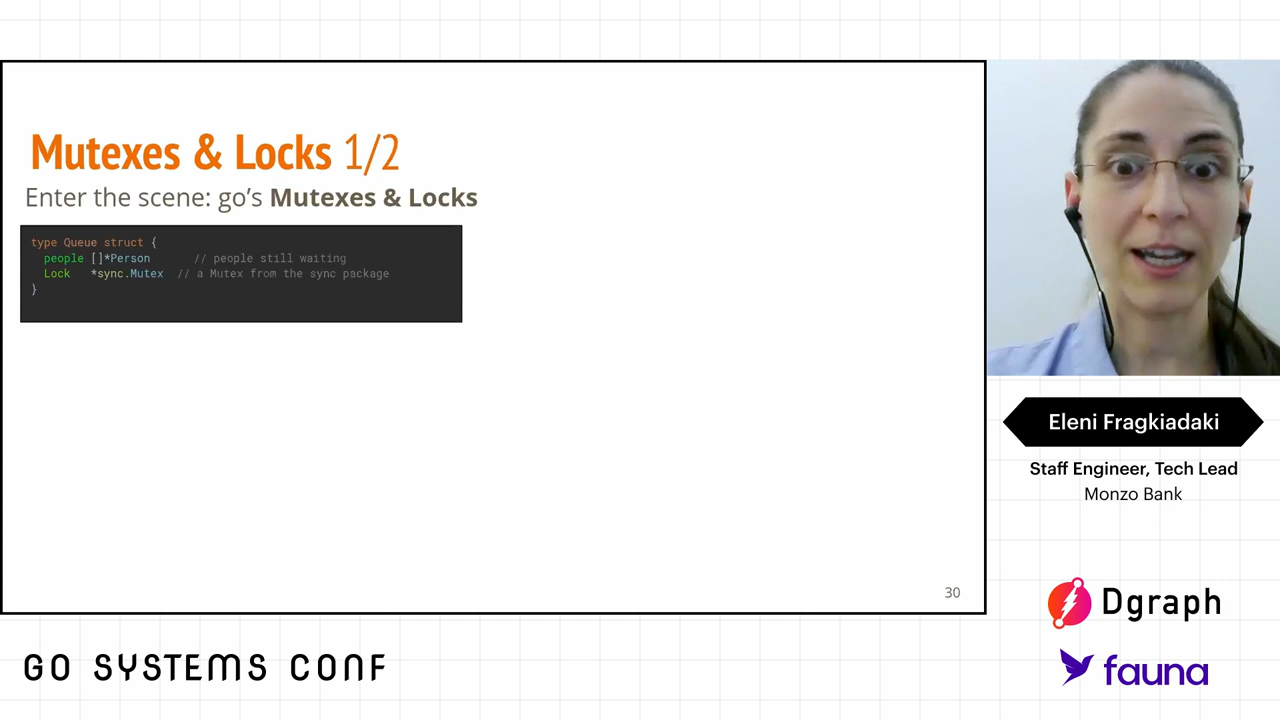 Mutexes & Locks 1/2
Enter the scene: go's Mutexes & Locks
type Queue struct {
people []*Person // people still waiting
Lock *sync.Mutex // a Mutex from the sync package
}
30
Eleni Fragkiadaki
Staff Engineer, Tech Lead
Monzo Bank
Dgraph
fauna
GO SYSTEMS CONF